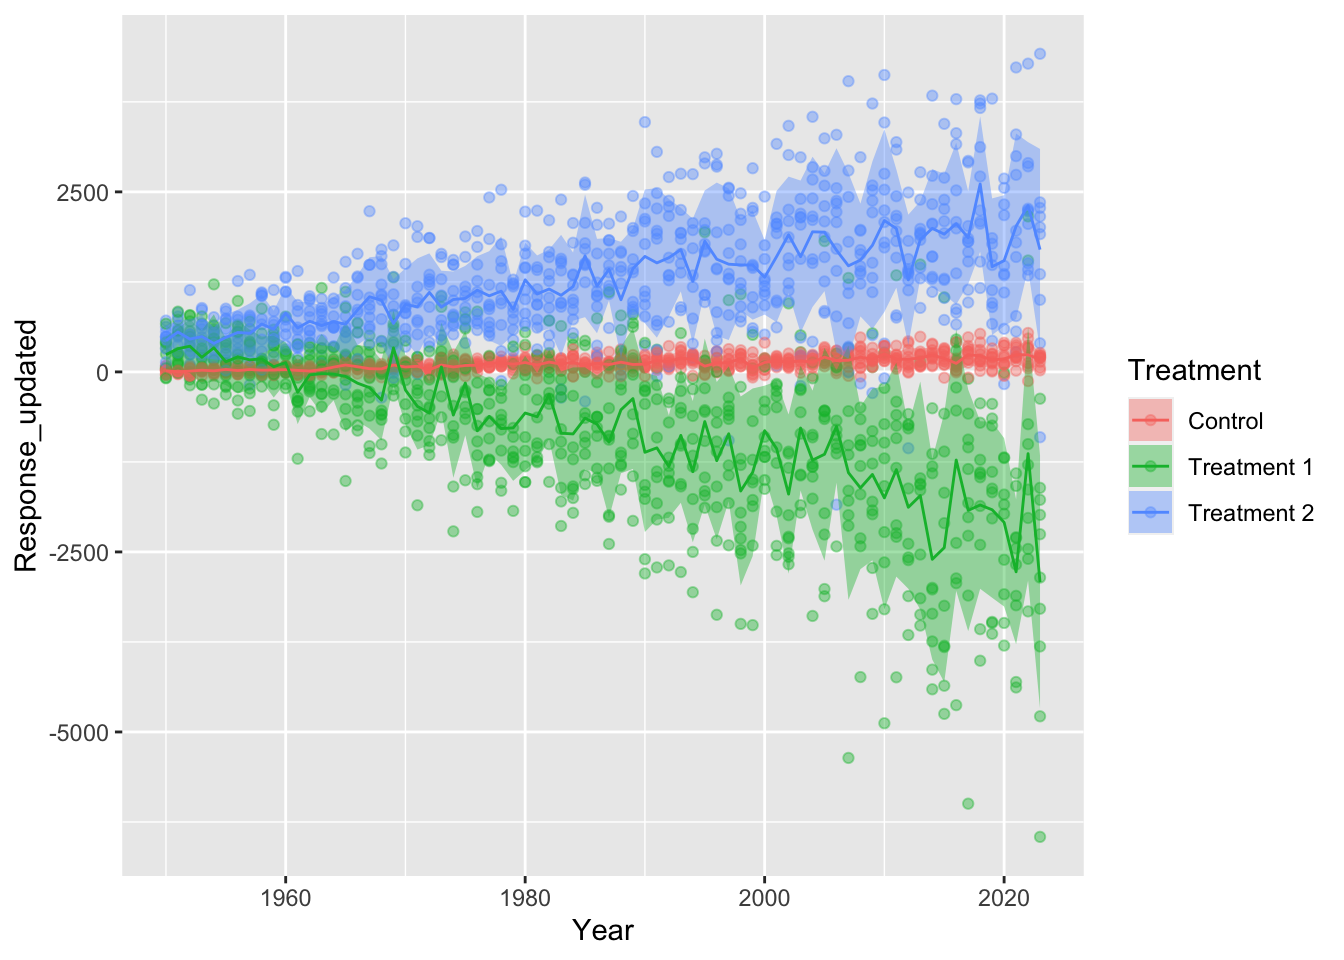 2500
0
-2500
-5000
Response_updated
1960
1980
2000
2020
Year
Treatment
Control
Treatment 1
Treatment 2